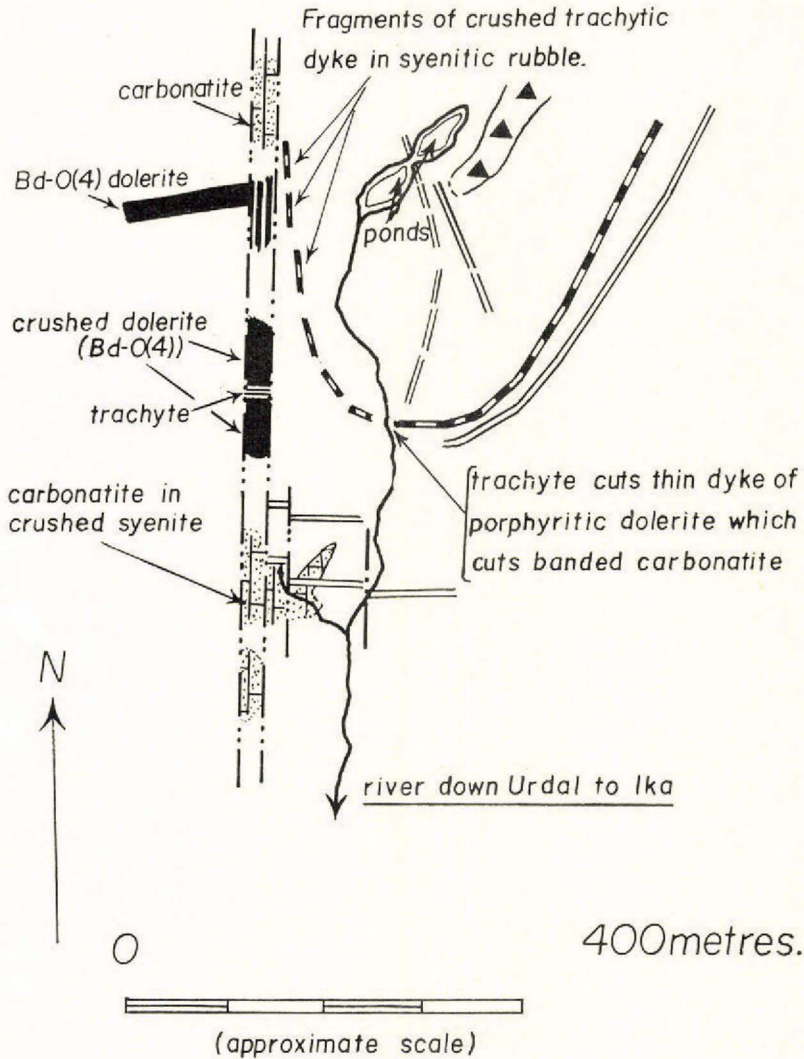 Fragments of crushed trachytic
dyke in syenitic rubble.
carbonatite
Bd-O(4) dolerite
ponds
crushed dolerite
(Bd-O(4))
trachyte
carbonatite in
crushed syenite
trachyte cuts thin dyke of
porphyritic dolerite which
cuts banded carbonatite
N
river down Urdal to Ika
0
400metres.
(approximate scale)